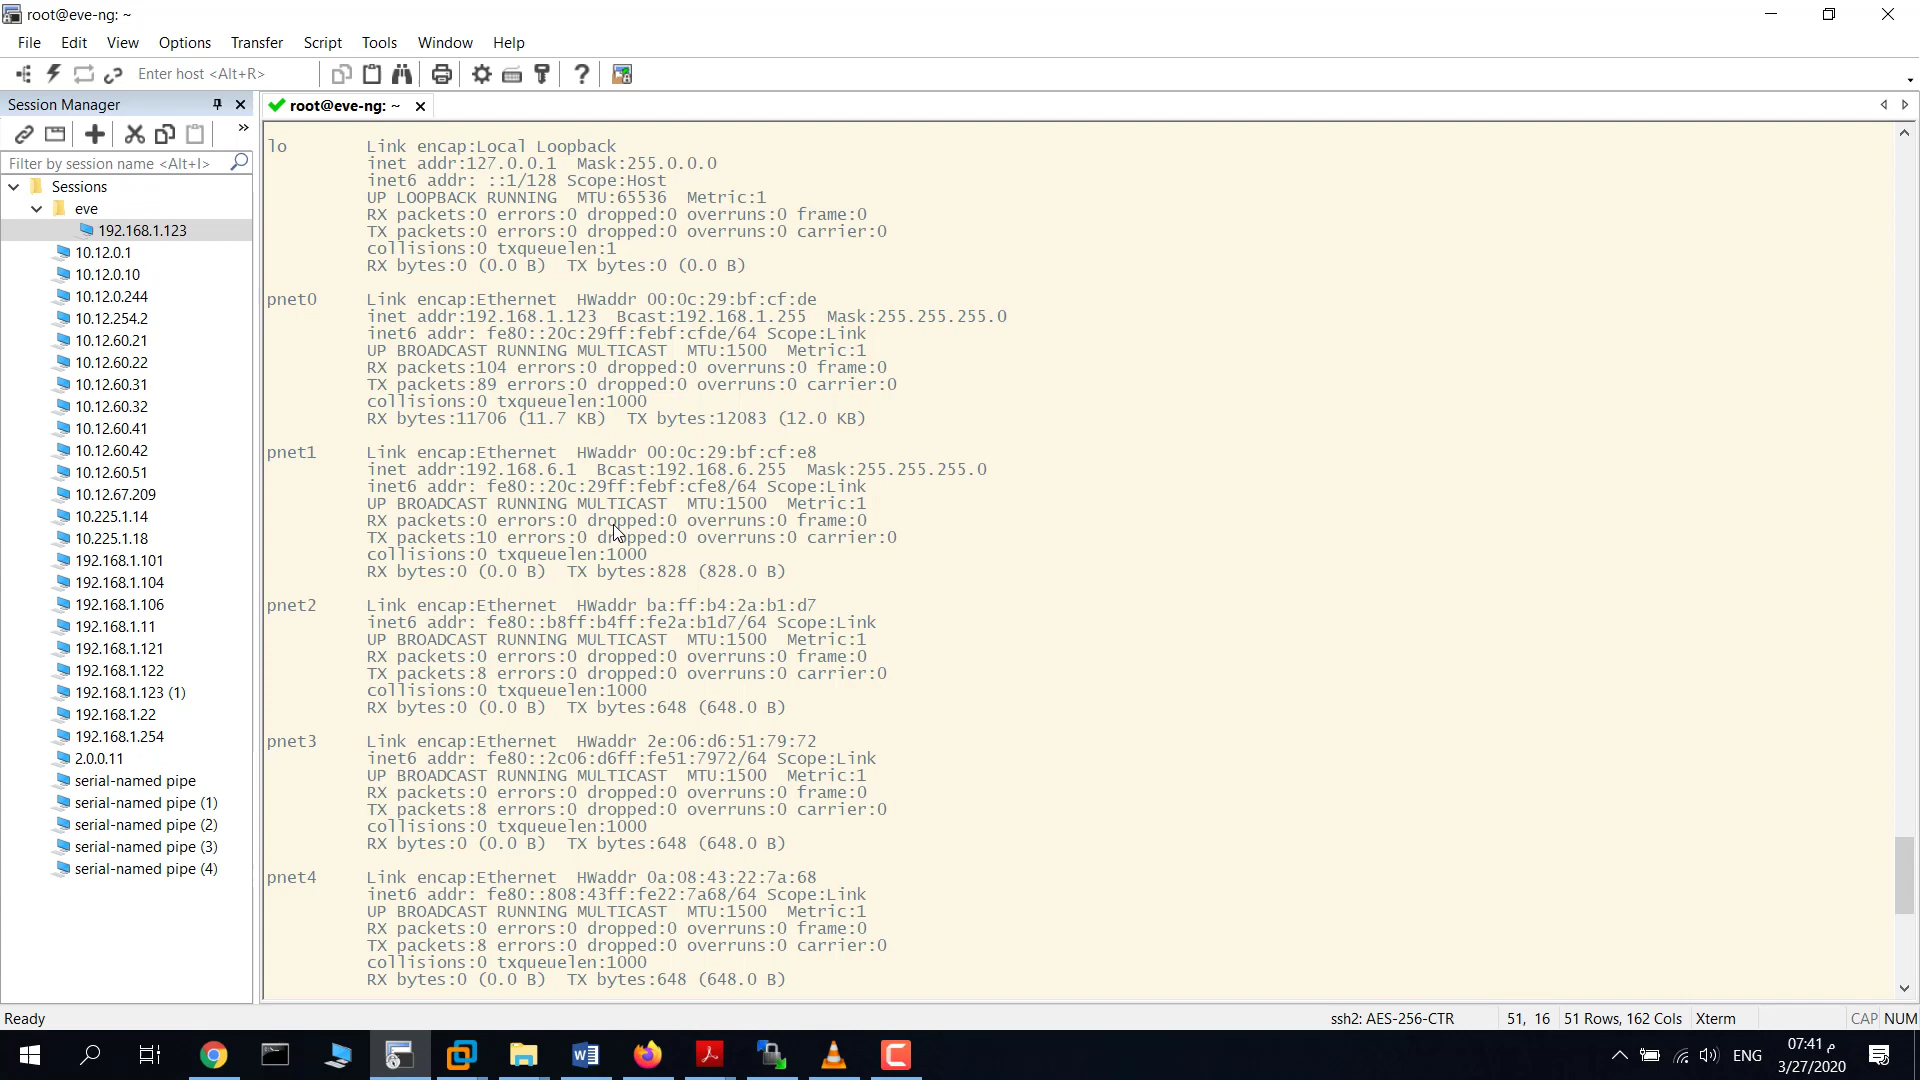 root@eve-ng: ~
File Edit View Options Transfer Script Tools Window Help
Enter host <Alt+R>
Session Manager
root@eve-ng: ~
Filter by session name <Alt+I>
Sessions
eve
192.168.1.123
10.12.0.1
10.12.0.10
10.12.0.244
10.12.254.2
10.12.60.21
10.12.60.22
10.12.60.31
10.12.60.32
10.12.60.41
10.12.60.42
10.12.60.51
10.12.67.209
10.225.1.14
10.225.1.18
192.168.1.101
192.168.1.104
192.168.1.106
192.168.1.11
192.168.1.121
192.168.1.122
192.168.1.123 (1)
192.168.1.22
192.168.1.254
2.0.0.11
serial-named pipe
serial-named pipe (1)
serial-named pipe (2)
serial-named pipe (3)
serial-named pipe (4)
lo Link encap:Local Loopback
inet addr:127.0.0.1 Mask:255.0.0.0
inet6 addr: ::1/128 Scope:Host
UP LOOPBACK RUNNING MTU:65536 Metric:1
RX packets:0 errors:0 dropped:0 overruns:0 frame:0
TX packets:0 errors:0 dropped:0 overruns:0 carrier:0
collisions:0 txqueuelen:1
RX bytes:0 (0.0 B) TX bytes:0 (0.0 B)
pnet0 Link encap:Ethernet HWaddr 00:0c:29:bf:cf:de
inet addr:192.168.1.123 Bcast:192.168.1.255 Mask:255.255.255.0
inet6 addr: fe80::20c:29ff:febf:cfde/64 Scope:Link
UP BROADCAST RUNNING MULTICAST MTU:1500 Metric:1
RX packets:104 errors:0 dropped:0 overruns:0 frame:0
TX packets:89 errors:0 dropped:0 overruns:0 carrier:0
collisions:0 txqueuelen:1000
RX bytes:11706 (11.7 KB) TX bytes:12083 (12.0 KB)
pnet1 Link encap:Ethernet HWaddr 00:0c:29:bf:cf:e8
inet addr:192.168.6.1 Bcast:192.168.6.255 Mask:255.255.255.0
inet6 addr: fe80::20c:29ff:febf:cfe8/64 Scope:Link
UP BROADCAST RUNNING MULTICAST MTU:1500 Metric:1
RX packets:0 errors:0 dropped:0 overruns:0 frame:0
TX packets:10 errors:0 dropped:0 overruns:0 carrier:0
collisions:0 txqueuelen:1000
RX bytes:0 (0.0 B) TX bytes:828 (828.0 B)
pnet2 Link encap:Ethernet HWaddr ba:ff:b4:2a:b1:d7
inet6 addr: fe80::b8ff:b4ff:fe2a:b1d7/64 Scope:Link
UP BROADCAST RUNNING MULTICAST MTU:1500 Metric:1
RX packets:0 errors:0 dropped:0 overruns:0 frame:0
TX packets:8 errors:0 dropped:0 overruns:0 carrier:0
collisions:0 txqueuelen:1000
RX bytes:0 (0.0 B) TX bytes:648 (648.0 B)
pnet3 Link encap:Ethernet HWaddr 2e:06:d6:51:79:72
inet6 addr: fe80::2c06:d6ff:fe51:7972/64 Scope:Link
UP BROADCAST RUNNING MULTICAST MTU:1500 Metric:1
RX packets:0 errors:0 dropped:0 overruns:0 frame:0
TX packets:8 errors:0 dropped:0 overruns:0 carrier:0
collisions:0 txqueuelen:1000
RX bytes:0 (0.0 B) TX bytes:648 (648.0 B)
pnet4 Link encap:Ethernet HWaddr 0a:08:43:22:7a:68
inet6 addr: fe80::808:43ff:fe22:7a68/64 Scope:Link
UP BROADCAST RUNNING MULTICAST MTU:1500 Metric:1
RX packets:0 errors:0 dropped:0 overruns:0 frame:0
TX packets:8 errors:0 dropped:0 overruns:0 carrier:0
collisions:0 txqueuelen:1000
RX bytes:0 (0.0 B) TX bytes:648 (648.0 B)
Ready ssh2: AES-256-CTR 51, 16 51 Rows, 162 Cols Xterm CAP NUM
ENG
07:41 م
3/27/2020